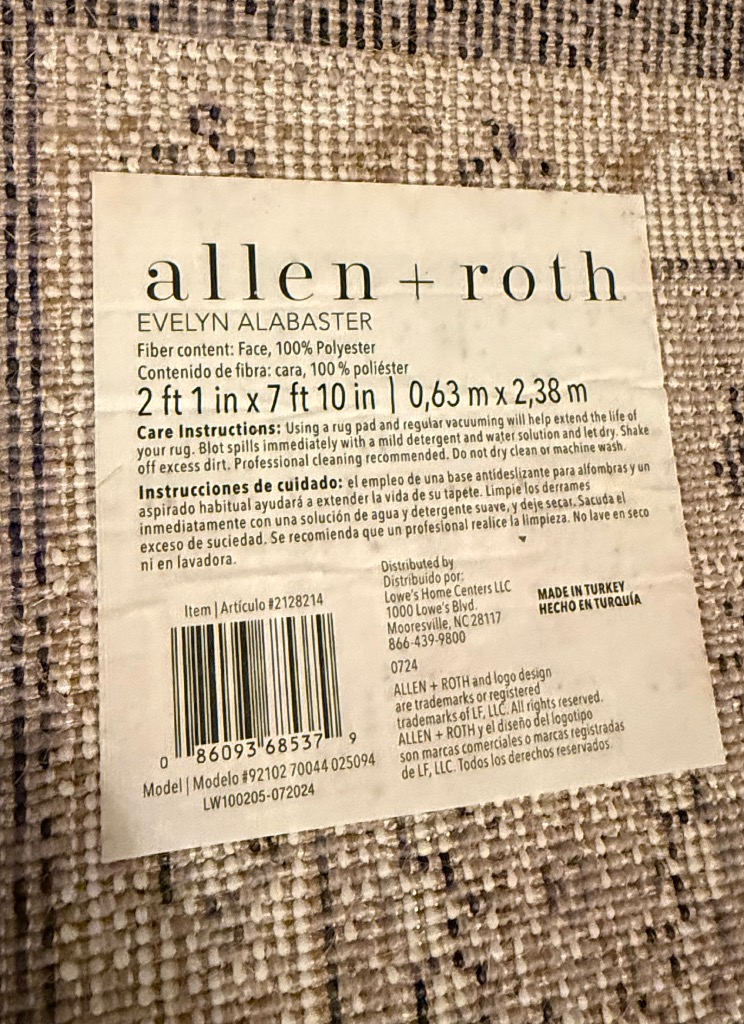 allen + roth
EVELYN ALABASTER
Fiber content: Face, 100% Polyester
Contenido de fibra: cara, 100% poliéster
2 ft 1 in x 7 ft 10 in | 0,63 m x 2,38 m
Care Instructions: Using a rug pad and regular vacuuming will help extend the life of
your rug. Blot spills immediately with a mild detergent and water solution and let dry. Shake
off excess dirt. Professional cleaning recommended. Do not dry clean or machine wash.
Instrucciones de cuidado: el empleo de una base antideslizante para alfombras y un
aspirado habitual ayudará a extender la vida de su tapete. Limpie los derrames
inmediatamente con una solución de agua y detergente suave, y deje secar. Sacuda el
exceso de suciedad. Se recomienda que un profesional realice la limpieza. No lave en seco
ni en lavadora.
Item | Artículo #2128214
0 86093 68537 9
Model | Modelo #92102 70044 025094
LW100205-072024
Distributed by
Distribuido por:
Lowe's Home Centers LLC
1000 Lowe's Blvd.
Mooresville, NC 28117
866-439-9800
MADE IN TURKEY
HECHO EN TURQUÍA
0724
ALLEN + ROTH and logo design
are trademarks or registered
trademarks of LF, LLC. All rights reserved.
ALLEN + ROTH y el diseño del logotipo
son marcas comerciales o marcas registradas
de LF, LLC. Todos los derechos reservados.